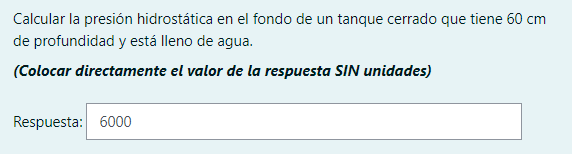 Calcular la presión hidrostática en el fondo de un tanque cerrado que tiene 60 cm
de profundidad y está lleno de agua.
(Colocar directamente el valor de la respuesta SIN unidades)
Respuesta: 6000